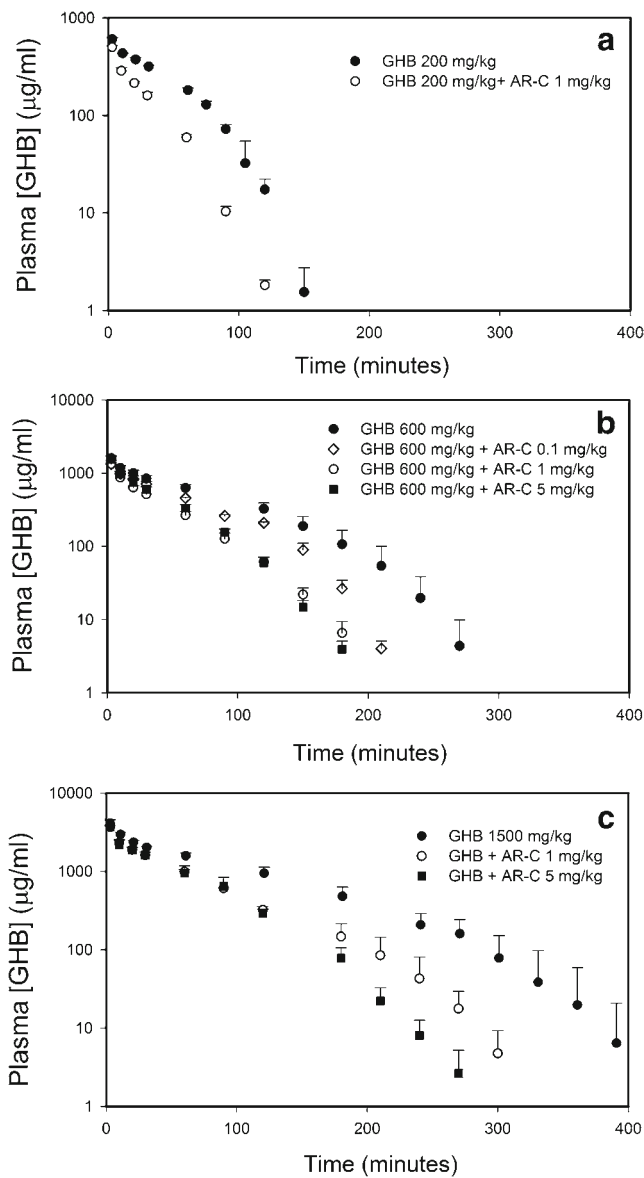 a
GHB 200 mg/kg
GHB 200 mg/kg+ AR-C 1 mg/kg
Plasma [GHB] (μg/ml)
1000
100
10
1
0 100 200 300 400
Time (minutes)
b
GHB 600 mg/kg
GHB 600 mg/kg + AR-C 0.1 mg/kg
GHB 600 mg/kg + AR-C 1 mg/kg
GHB 600 mg/kg + AR-C 5 mg/kg
Plasma [GHB] (μg/ml)
10000
1000
100
10
1
0 100 200 300 400
Time (minutes)
c
GHB 1500 mg/kg
GHB + AR-C 1 mg/kg
GHB + AR-C 5 mg/kg
Plasma [GHB] (μg/ml)
10000
1000
100
10
1
0 100 200 300 400
Time (minutes)